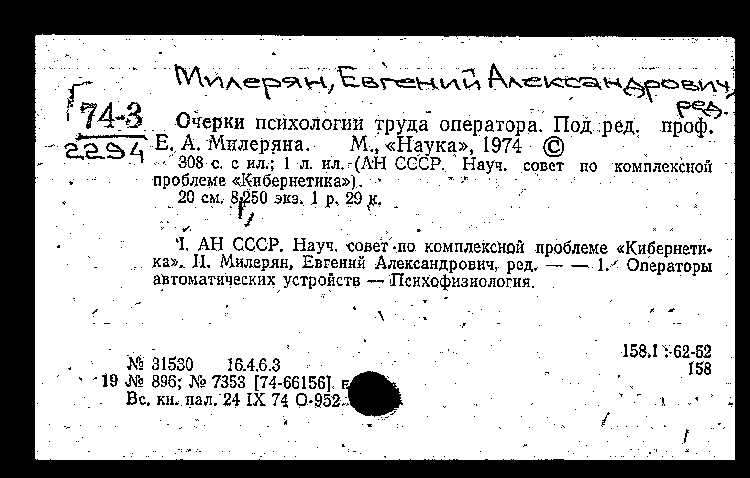 Милерян, Евгений Александрович, ред.
74-3
2294
Очерки психологии труда оператора. Под ред. проф.
Е. А. Милеряна. М., «Наука», 1974 ©
308 с. с ил.; 1 л. ил. (АН СССР. Науч. совет по комплексной
проблеме «Кибернетика»).
20 см. 8250 экз. 1 р. 29 к.
I. АН СССР. Науч. совет по комплексной проблеме «Кибернети-
ка». II. Милерян, Евгений Александрович, ред. — — 1. Операторы
автоматических устройств — Психофизиология.
158.1 : 62-52
158
№ 31530 16.4.6.3
19 № 896; № 7353 [74-66156]
Вс. кн. пал. 24 IX 74 О-952